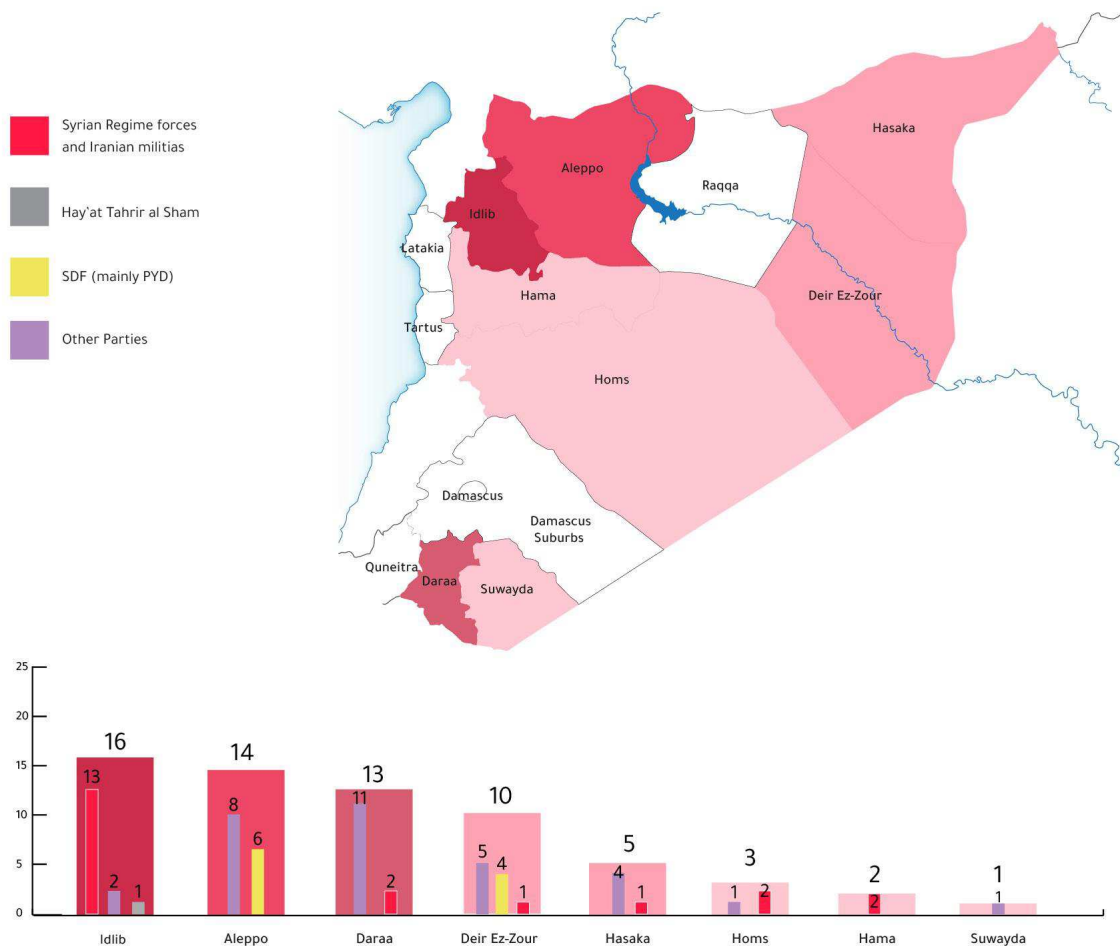 Syrian Regime forces
and Iranian militias
Hay'at Tahrir al Sham
SDF (mainly PYD)
Other Parties
Hasaka
Aleppo
Raqqa
Idlib
Latakia
Hama
Deir Ez-Zour
Tartus
Homs
Damascus
Damascus
Suburbs
Quneitra
Daraa
Suwayda
25
20
15
10
5
0
16
13
2
1
14
8
6
13
11
2
10
5
4
1
5
4
1
3
1
2
2
2
1
1
Idlib
Aleppo
Daraa
Deir Ez-Zour
Hasaka
Homs
Hama
Suwayda